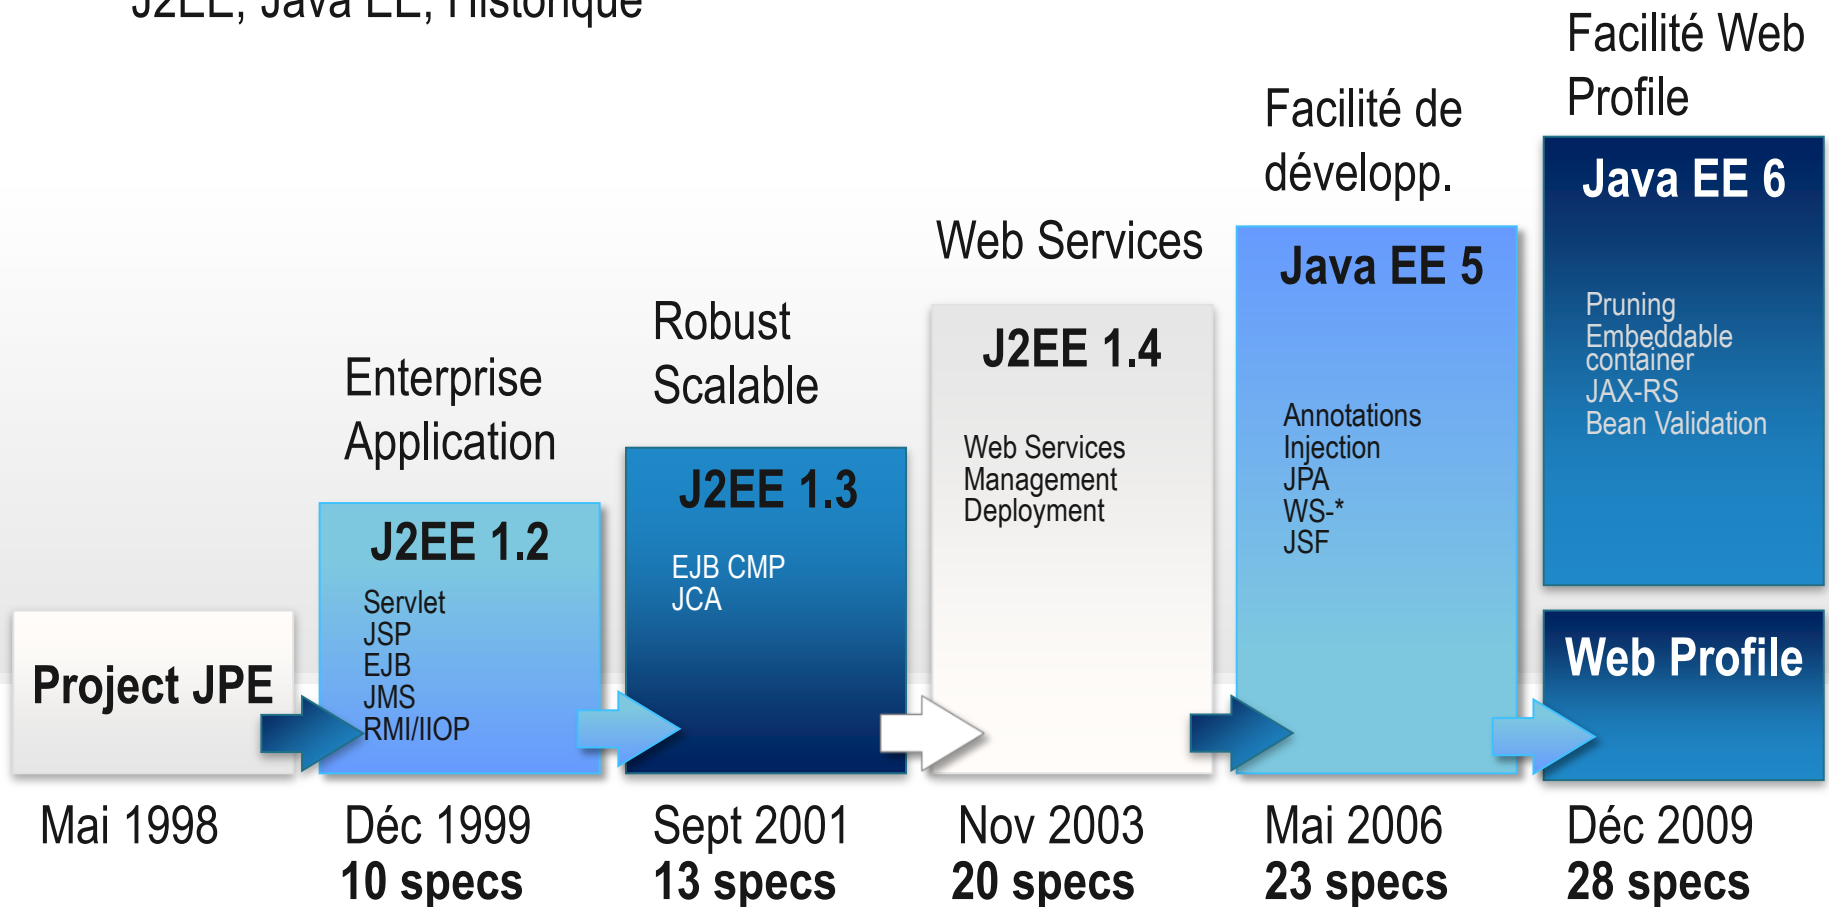 J2EE, Java EE, Historique
Project JPE
Mai 1998
Enterprise
Application
J2EE 1.2
Servlet
JSP
EJB
JMS
RMI/IIOP
Déc 1999
10 specs
Robust
Scalable
J2EE 1.3
EJB CMP
JCA
Sept 2001
13 specs
Web Services
J2EE 1.4
Web Services
Management
Deployment
Nov 2003
20 specs
Facilité de
développ.
Java EE 5
Annotations
Injection
JPA
WS-*
JSF
Mai 2006
23 specs
Facilité Web
Profile
Java EE 6
Pruning
Embeddable
container
JAX-RS
Bean Validation
Web Profile
Déc 2009
28 specs